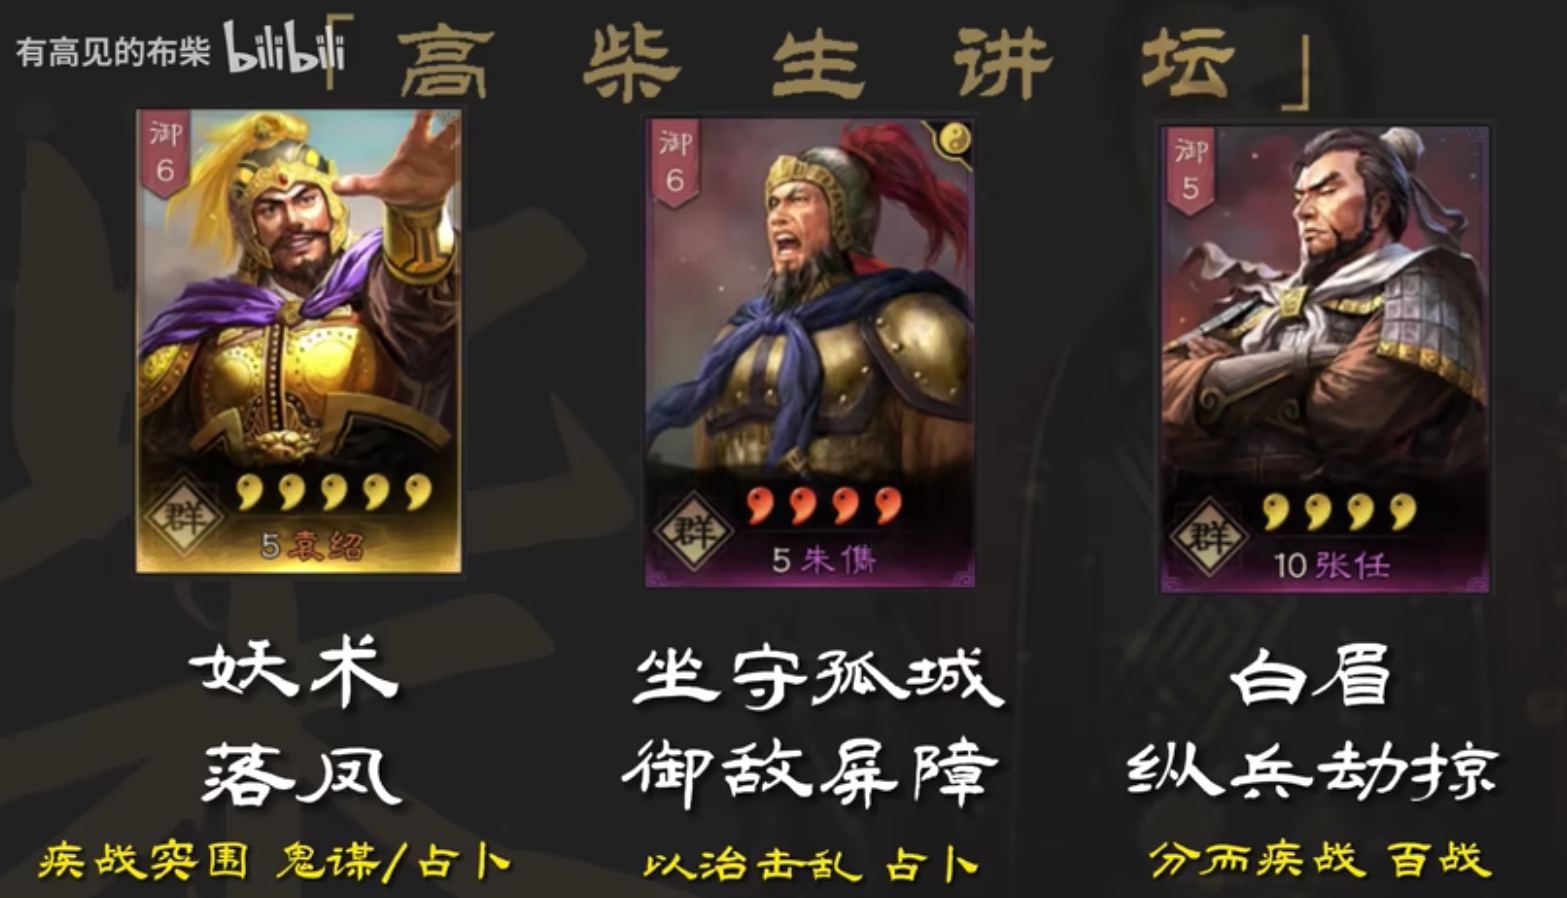 有高见的布柴 bilibili
「高柴生讲坛」
御
6
群
5 袁绍
妖术
落凤
疾战突围 鬼谋/占卜
御
6
群
5 朱儁
坐守孤城
御敌屏障
以治击乱 占卜
御
5
群
10 张任
白眉
纵兵劫掠
分而疾战 百战